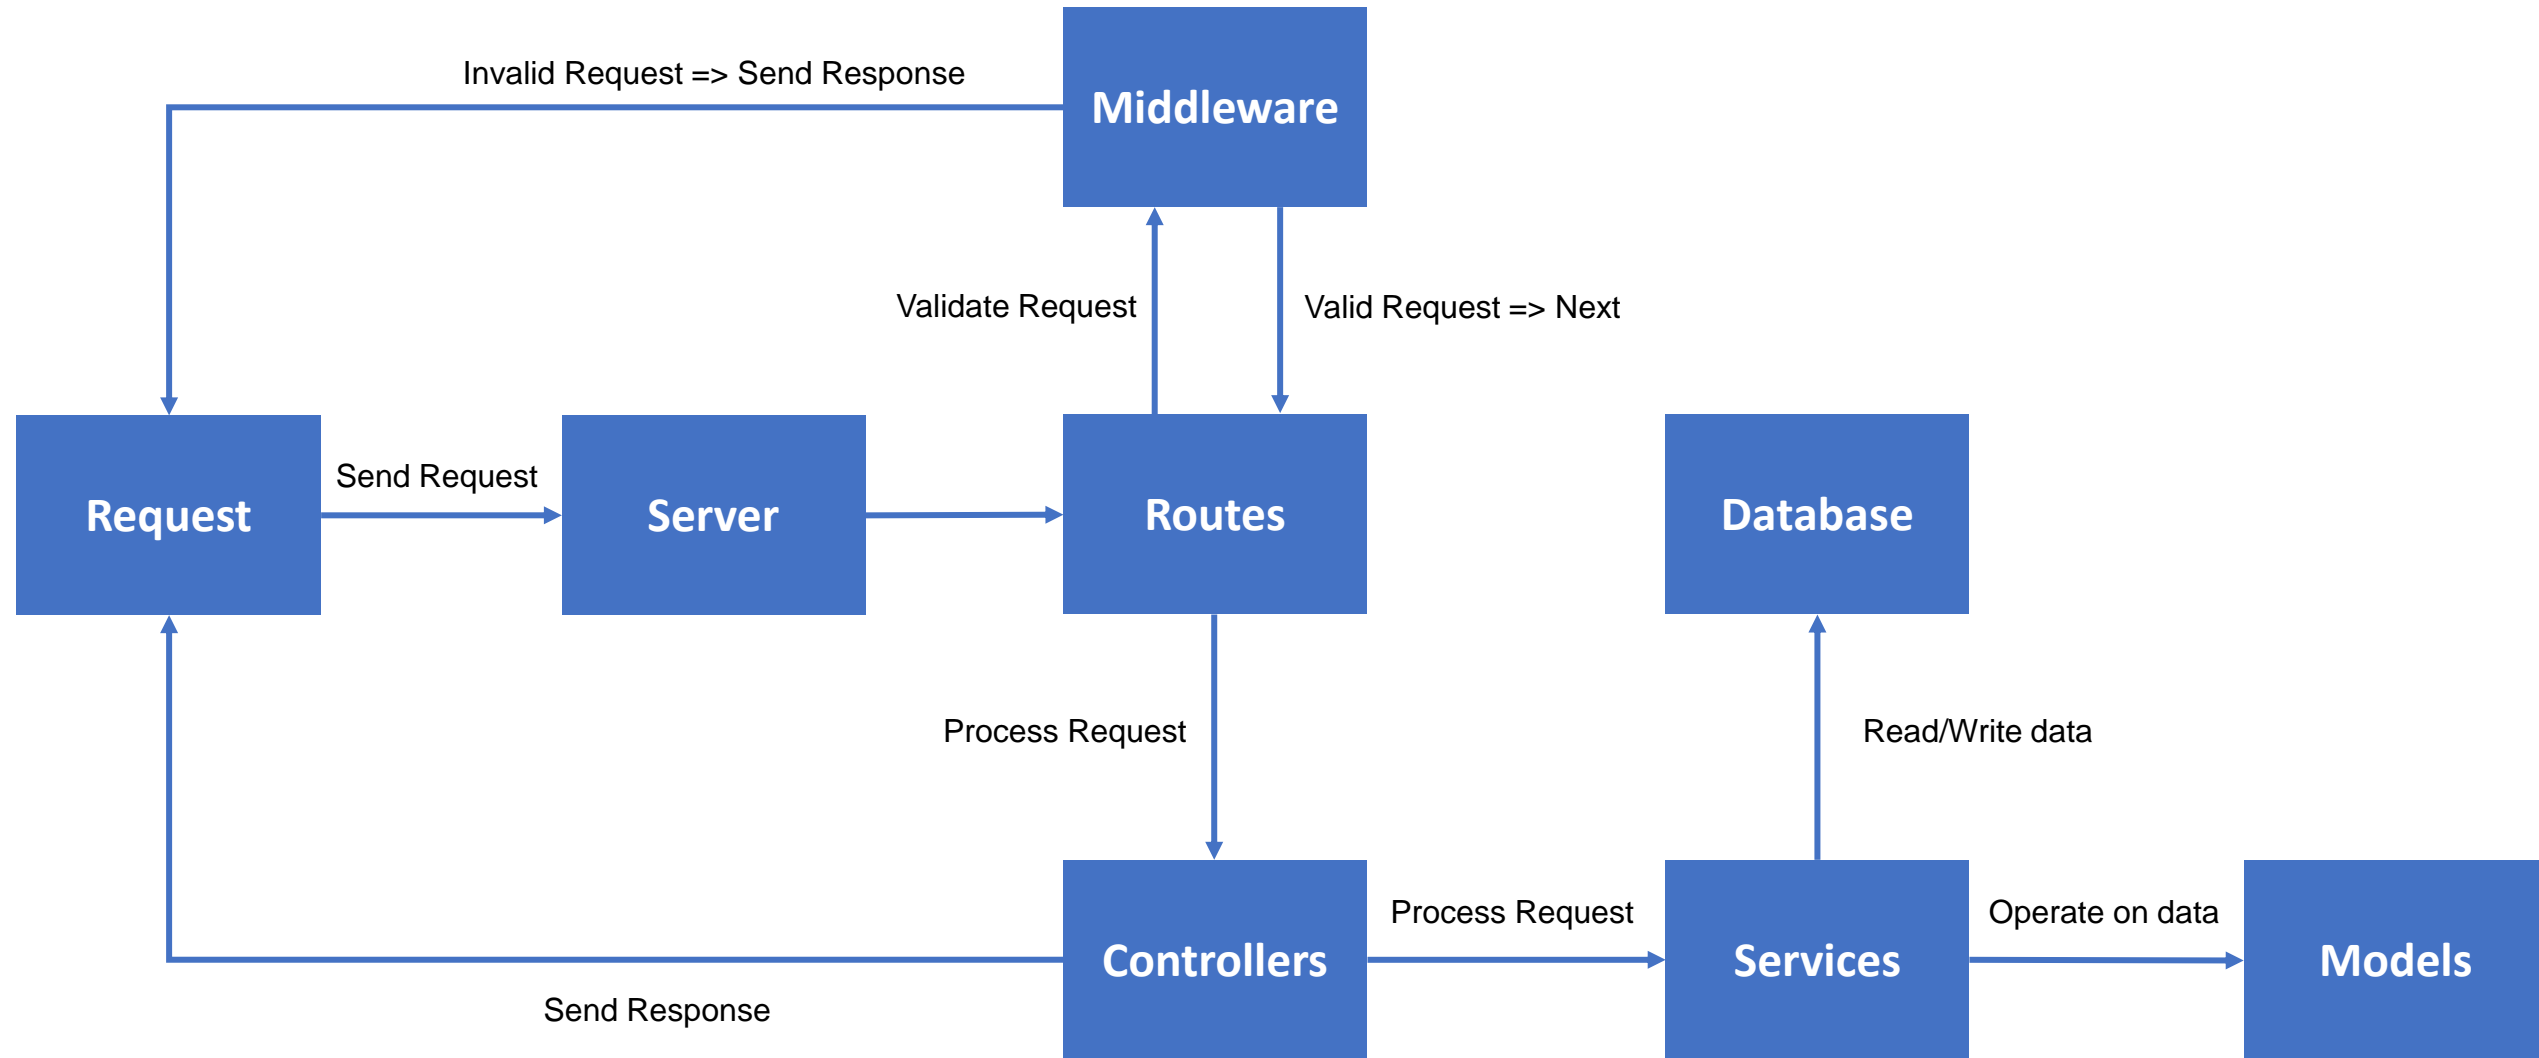 Invalid Request => Send Response
Middleware
Validate Request
Valid Request => Next
Request
Send Request
Server
Routes
Database
Process Request
Read/Write data
Controllers
Process Request
Services
Operate on data
Models
Send Response